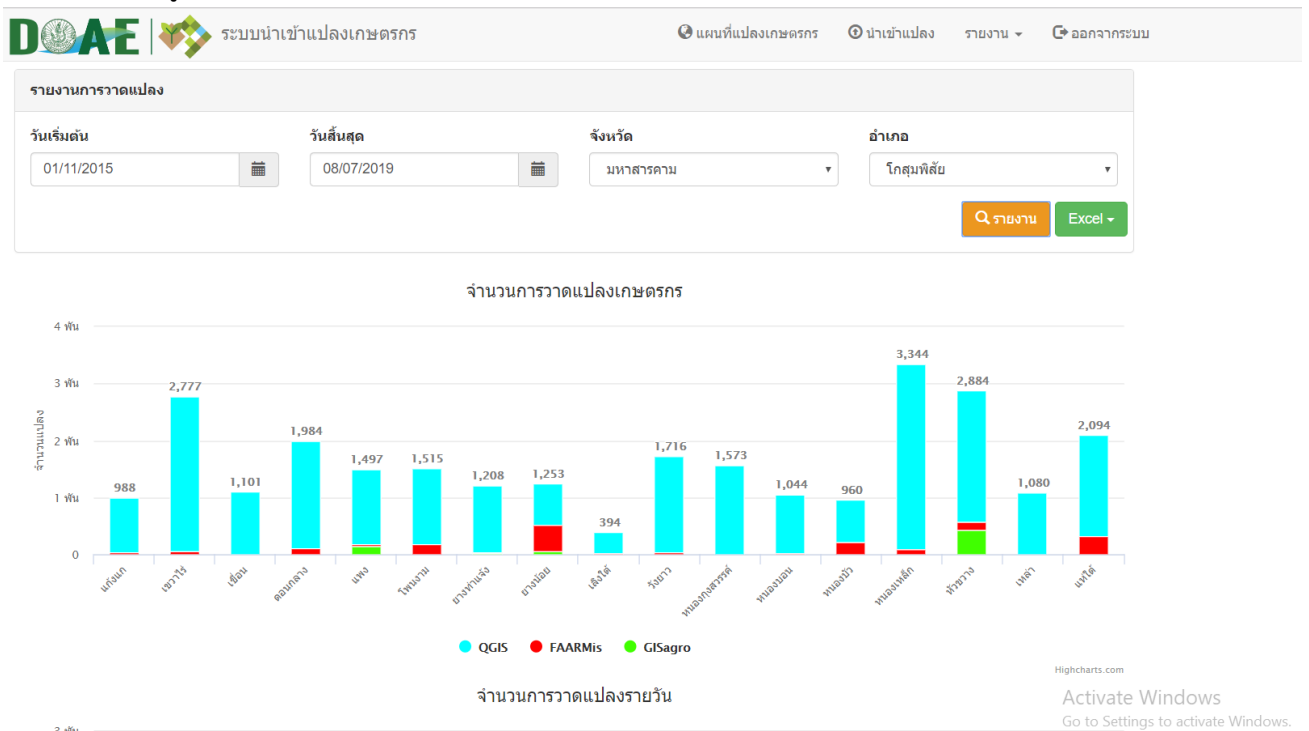 DOAE ระบบนำเข้าแปลงเกษตรกร แผนที่แปลงเกษตรกร นำเข้าแปลง รายงาน ออกจากระบบ
รายงานการวาดแปลง
วันเริ่มต้น วันสิ้นสุด จังหวัด อำเภอ
01/11/2015 08/07/2019 มหาสารคาม โกสุมพิสัย
รายงาน Excel
จำนวนการวาดแปลงเกษตรกร
จำนวนแปลง
4 พัน
3 พัน
2 พัน
1 พัน
0
988 2,777 1,101 1,984 1,497 1,515 1,208 1,253 394 1,716 1,573 1,044 960 3,344 2,884 1,080 2,094
แก้งแก เขวาไร่ เขื่อน ดอนกลาง แพง โพนงาม ยางท่าแจ้ง ยางน้อย เลิงใต้ วังยาว หนองกุงสวรรค์ หนองบอน หนองบัว หนองเหล็ก หัวขวาง เหล่า แห่ใต้
QGIS FAARMis GISagro
Highcharts.com
จำนวนการวาดแปลงรายวัน
Activate Windows
Go to Settings to activate Windows.
3 พัน